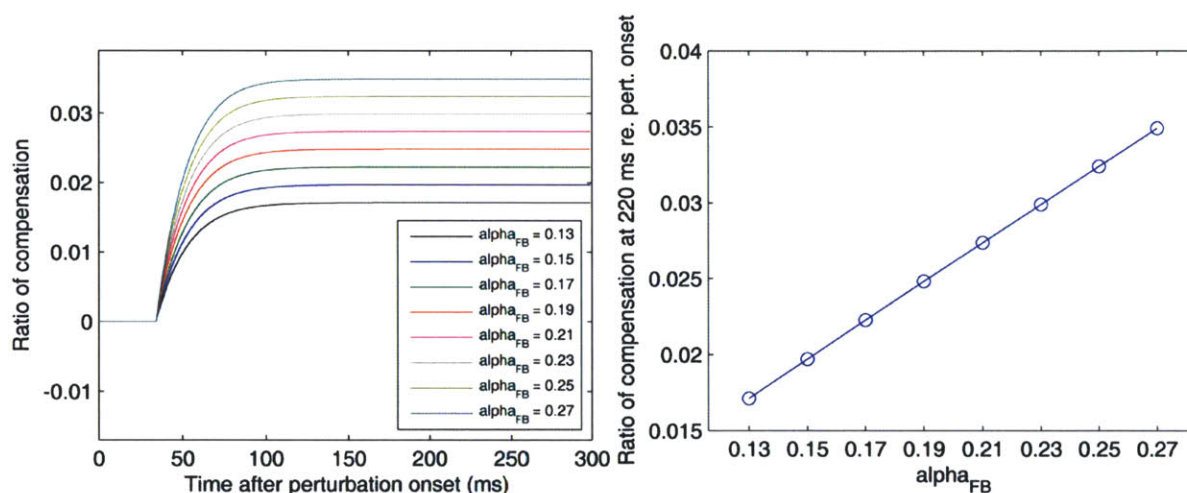 Ratio of compensation
0.03
0.02
0.01
0
-0.01
alpha_FB = 0.13
alpha_FB = 0.15
alpha_FB = 0.17
alpha_FB = 0.19
alpha_FB = 0.21
alpha_FB = 0.23
alpha_FB = 0.25
alpha_FB = 0.27
0 50 100 150 200 250 300
Time after perturbation onset (ms)
Ratio of compensation at 220 ms re. pert. onset
0.04
0.035
0.03
0.025
0.02
0.015
0.13 0.15 0.17 0.19 0.21 0.23 0.25 0.27
alpha_FB